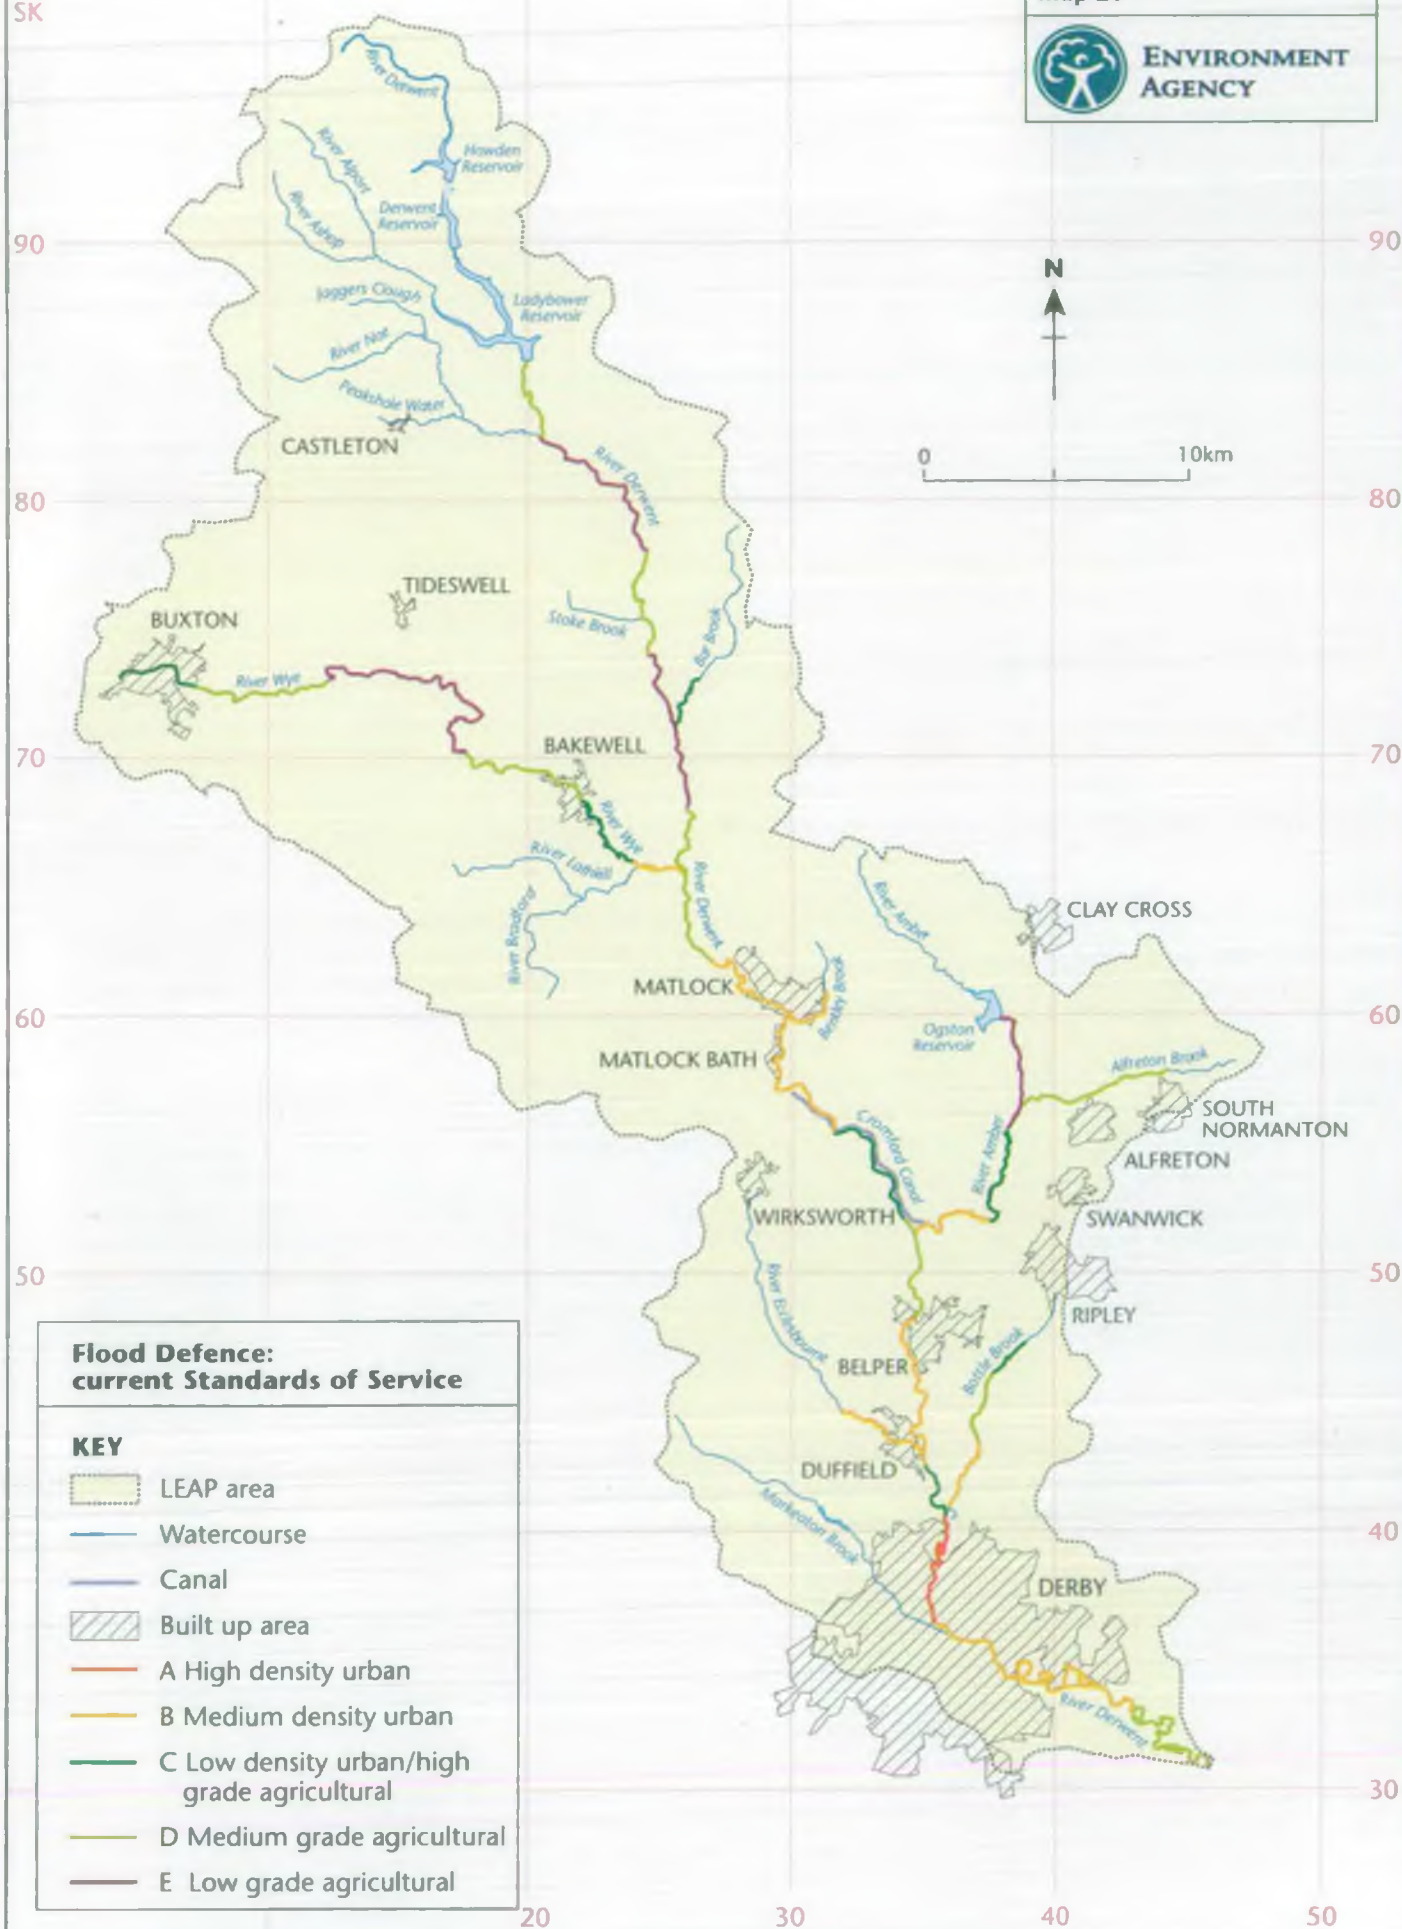 SK
ENVIRONMENT
AGENCY
River Derwent
Howden
Reservoir
River Alport
Derwent
Reservoir
River Ashop
90
90
N
Jaggers Clough
Ladybower
Reservoir
River Noe
Peakshole Water
CASTLETON
0
10km
River Derwent
80
80
TIDESWELL
BUXTON
Stoke Brook
Bar Brook
River Wye
BAKEWELL
70
70
River Wye
River Lathkill
River Derwent
River Bradford
River Amber
CLAY CROSS
MATLOCK
Bentley Brook
60
60
Ogston
Reservoir
MATLOCK BATH
Alfreton Brook
SOUTH
NORMANTON
Cromford Canal
River Amber
ALFRETON
WIRKSWORTH
SWANWICK
50
50
River Ecclesbourne
RIPLEY
BELPER
Bottle Brook
DUFFIELD
Markeaton Brook
40
DERBY
River Derwent
30
Flood Defence:
current Standards of Service
KEY
LEAP area
Watercourse
Canal
Built up area
A High density urban
B Medium density urban
C Low density urban/high
grade agricultural
D Medium grade agricultural
E Low grade agricultural
20
30
40
50